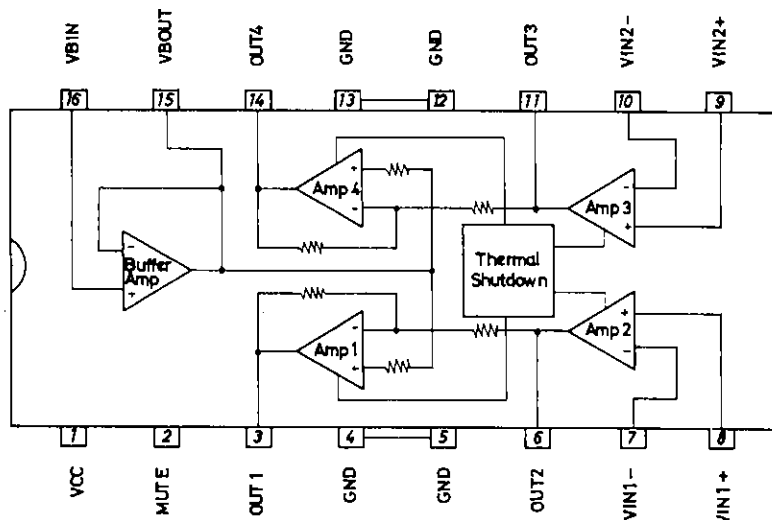 VBIN
VBOUT
OUT4
GND
GND
OUT3
VIN2-
VIN2+
16
15
14
13
12
11
10
9
+
Amp 4
-
-
Amp 3
+
-
Buffer
Amp
+
Thermal
Shutdown
-
Amp 1
+
+
Amp 2
-
1
2
3
4
5
6
7
8
VCC
MUTE
OUT1
GND
GND
OUT2
VIN1-
VIN1+